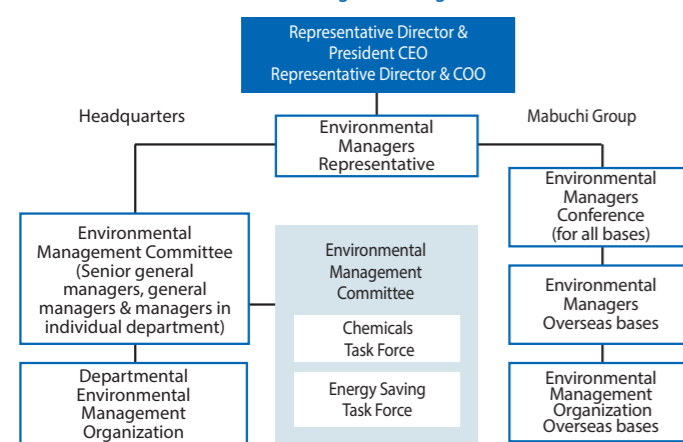 Representative Director &
President CEO
Representative Director & COO
Headquarters
Mabuchi Group
Environmental
Managers
Representative
Environmental
Management Committee
(Senior general
managers, general
managers & managers in
individual department)
Departmental
Environmental
Management
Organization
Environmental
Management
Committee
Chemicals
Task Force
Energy Saving
Task Force
Environmental
Managers
Conference
(for all bases)
Environmental
Managers
Overseas bases
Environmental
Management
Organization
Overseas bases